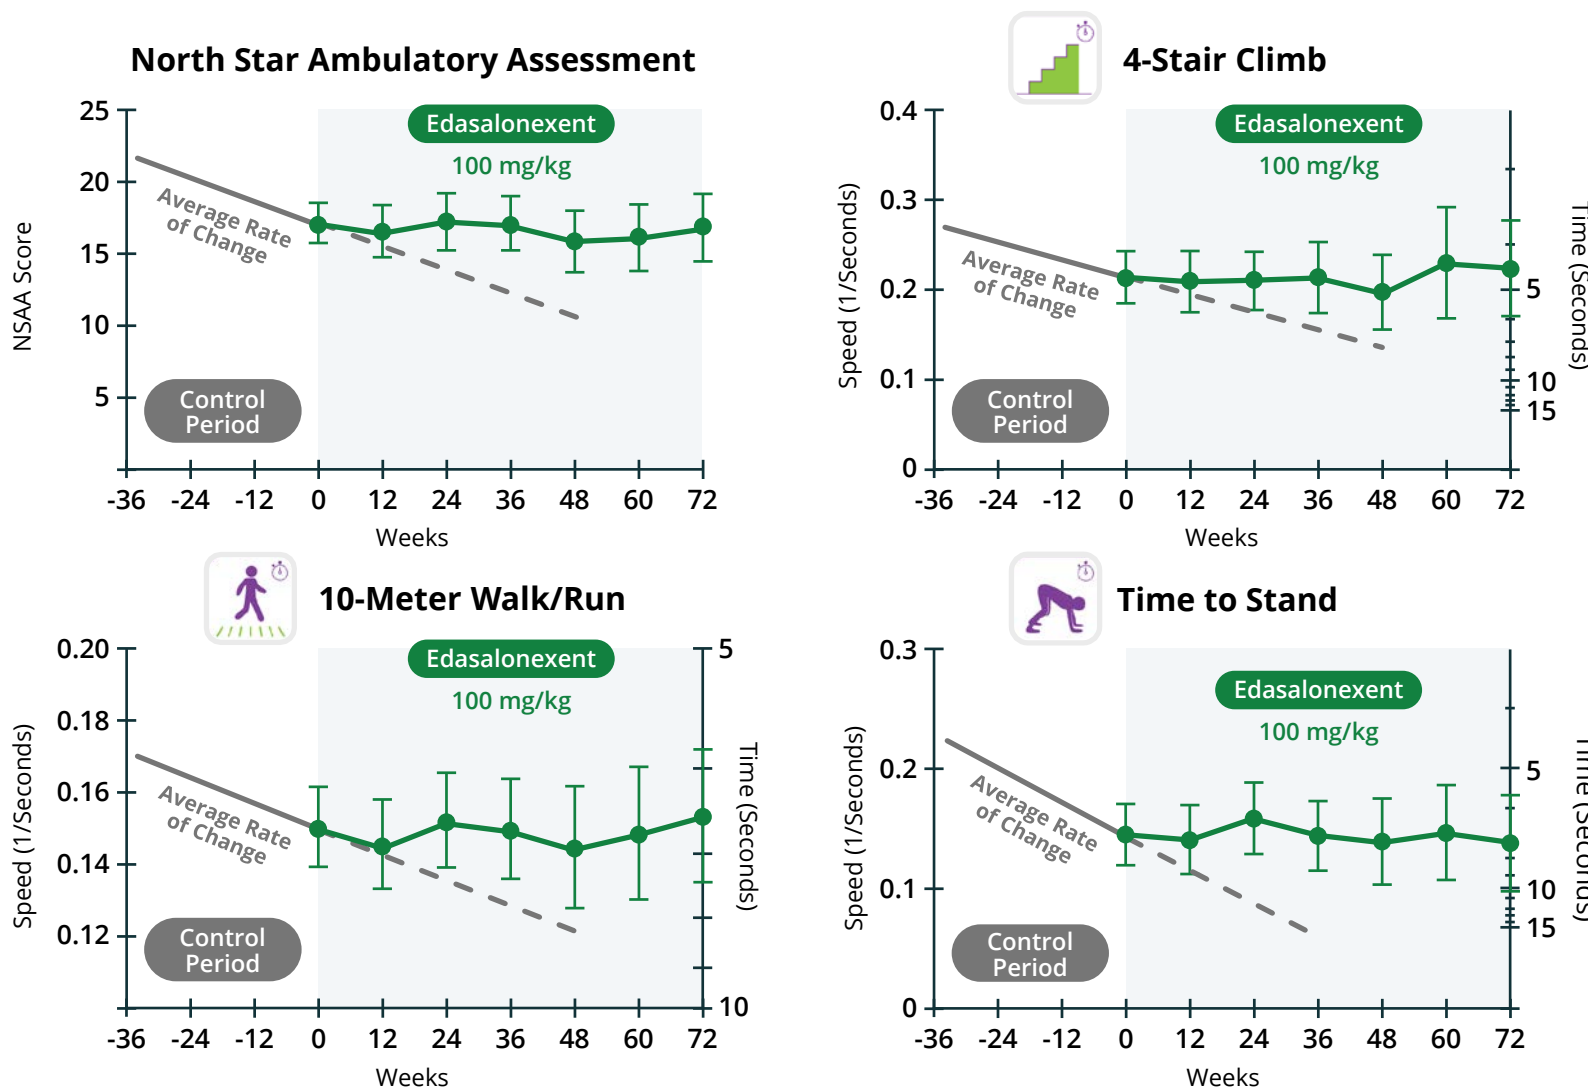 North Star Ambulatory Assessment
25
20
15
10
5
NSAA Score
Edasalonexent
100 mg/kg
Average Rate
of Change
Control
Period
-36 -24 -12 0 12 24 36 48 60 72
Weeks
4-Stair Climb
0.4
0.3
0.2
0.1
0
Speed (1/Seconds)
Edasalonexent
100 mg/kg
Average Rate
of Change
Control
Period
5
10
15
Time (Seconds)
-36 -24 -12 0 12 24 36 48 60 72
Weeks
10-Meter Walk/Run
0.20
0.18
0.16
0.14
0.12
Speed (1/Seconds)
Edasalonexent
100 mg/kg
Average Rate
of Change
Control
Period
5
10
Time (Seconds)
-36 -24 -12 0 12 24 36 48 60 72
Weeks
Time to Stand
0.3
0.2
0.1
0
Speed (1/Seconds)
Edasalonexent
100 mg/kg
Average Rate
of Change
Control
Period
5
10
15
Time (Seconds)
-36 -24 -12 0 12 24 36 48 60 72
Weeks